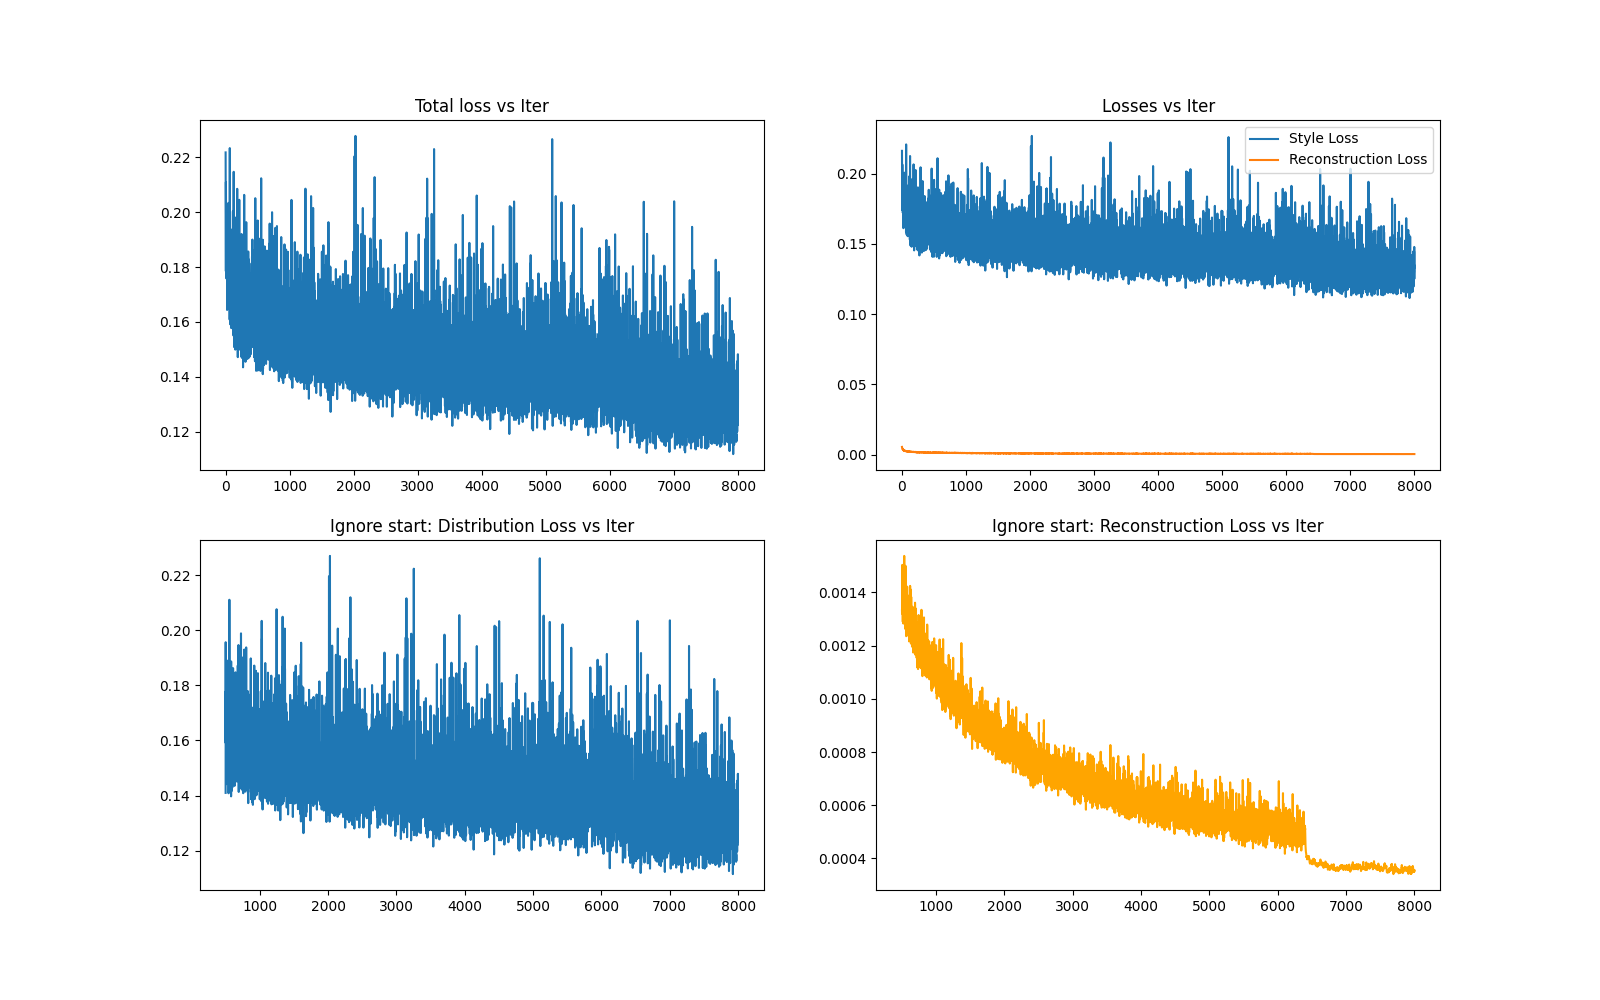 Total loss vs Iter
0.22
0.20
0.18
0.16
0.14
0.12
0 1000 2000 3000 4000 5000 6000 7000 8000
Losses vs Iter
Style Loss
Reconstruction Loss
0.20
0.15
0.10
0.05
0.00
0 1000 2000 3000 4000 5000 6000 7000 8000
Ignore start: Distribution Loss vs Iter
0.22
0.20
0.18
0.16
0.14
0.12
1000 2000 3000 4000 5000 6000 7000 8000
Ignore start: Reconstruction Loss vs Iter
0.0014
0.0012
0.0010
0.0008
0.0006
0.0004
1000 2000 3000 4000 5000 6000 7000 8000